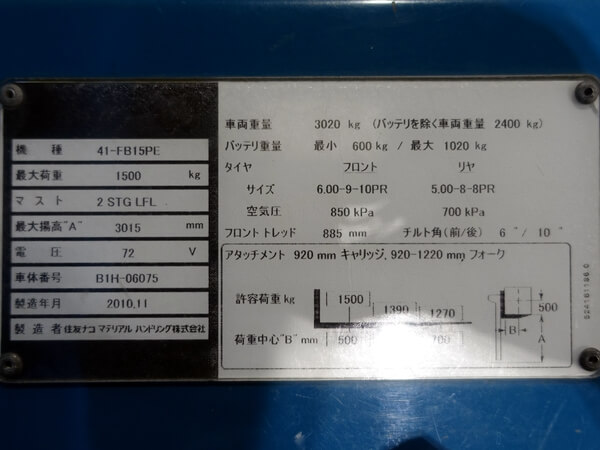 機種 41-FB15PE
最大荷重 1500 kg
マスト 2 STG LFL
最大揚高"A" 3015 mm
電圧 72 V
車体番号 B1H-06075
製造年月 2010.11
製造者 住友ナコ マテリアル ハンドリング株式会社
車両重量 3020 kg (バッテリを除く車両重量 2400 kg)
バッテリ重量 最小 600 kg / 最大 1020 kg
タイヤ フロント リヤ
サイズ 6.00-9-10PR 5.00-8-8PR
空気圧 850 kPa 700 kPa
フロントトレッド 885 mm チルト角(前/後) 6°/ 10°
アタッチメント 920 mm キャリッジ, 920-1220 mm フォーク
許容荷重 kg 1500 1390 1270
荷重中心"B" mm 500 700
B 500
A